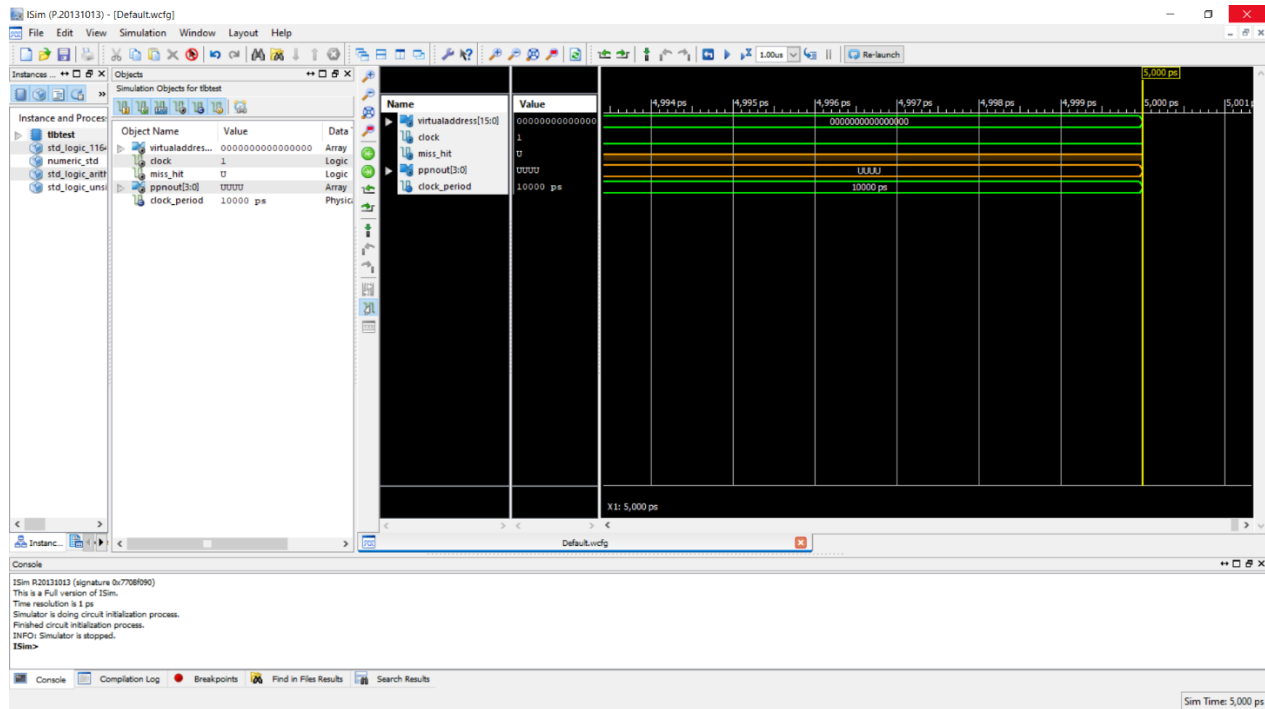 ISim (P.20131013) - [Default.wcfg]
File Edit View Simulation Window Layout Help
1.00us Re-launch
Instances ...
Objects
Simulation Objects for tlbtest
Instance and Process
tlbtest
std_logic_1164
numeric_std
std_logic_arith
std_logic_unsi
Object Name Value Data
virtualaddres... 0000000000000000 Array
clock 1 Logic
miss_hit U Logic
ppnout[3:0] UUUU Array
clock_period 10000 ps Physic
Name Value
virtualaddress[15:0] 0000000000000000
clock 1
miss_hit U
ppnout[3:0] UUUU
clock_period 10000 ps
5,000 ps
4,994 ps 4,995 ps 4,996 ps 4,997 ps 4,998 ps 4,999 ps 5,000 ps 5,001
0000000000000000
UUUU
10000 ps
X1: 5,000 ps
Instanc...
Default.wcfg
Console
ISim P.20131013 (signature 0x7708f090)
This is a Full version of ISim.
Time resolution is 1 ps
Simulator is doing circuit initialization process.
Finished circuit initialization process.
INFO: Simulator is stopped.
ISim>
Console Compilation Log Breakpoints Find in Files Results Search Results
Sim Time: 5,000 ps